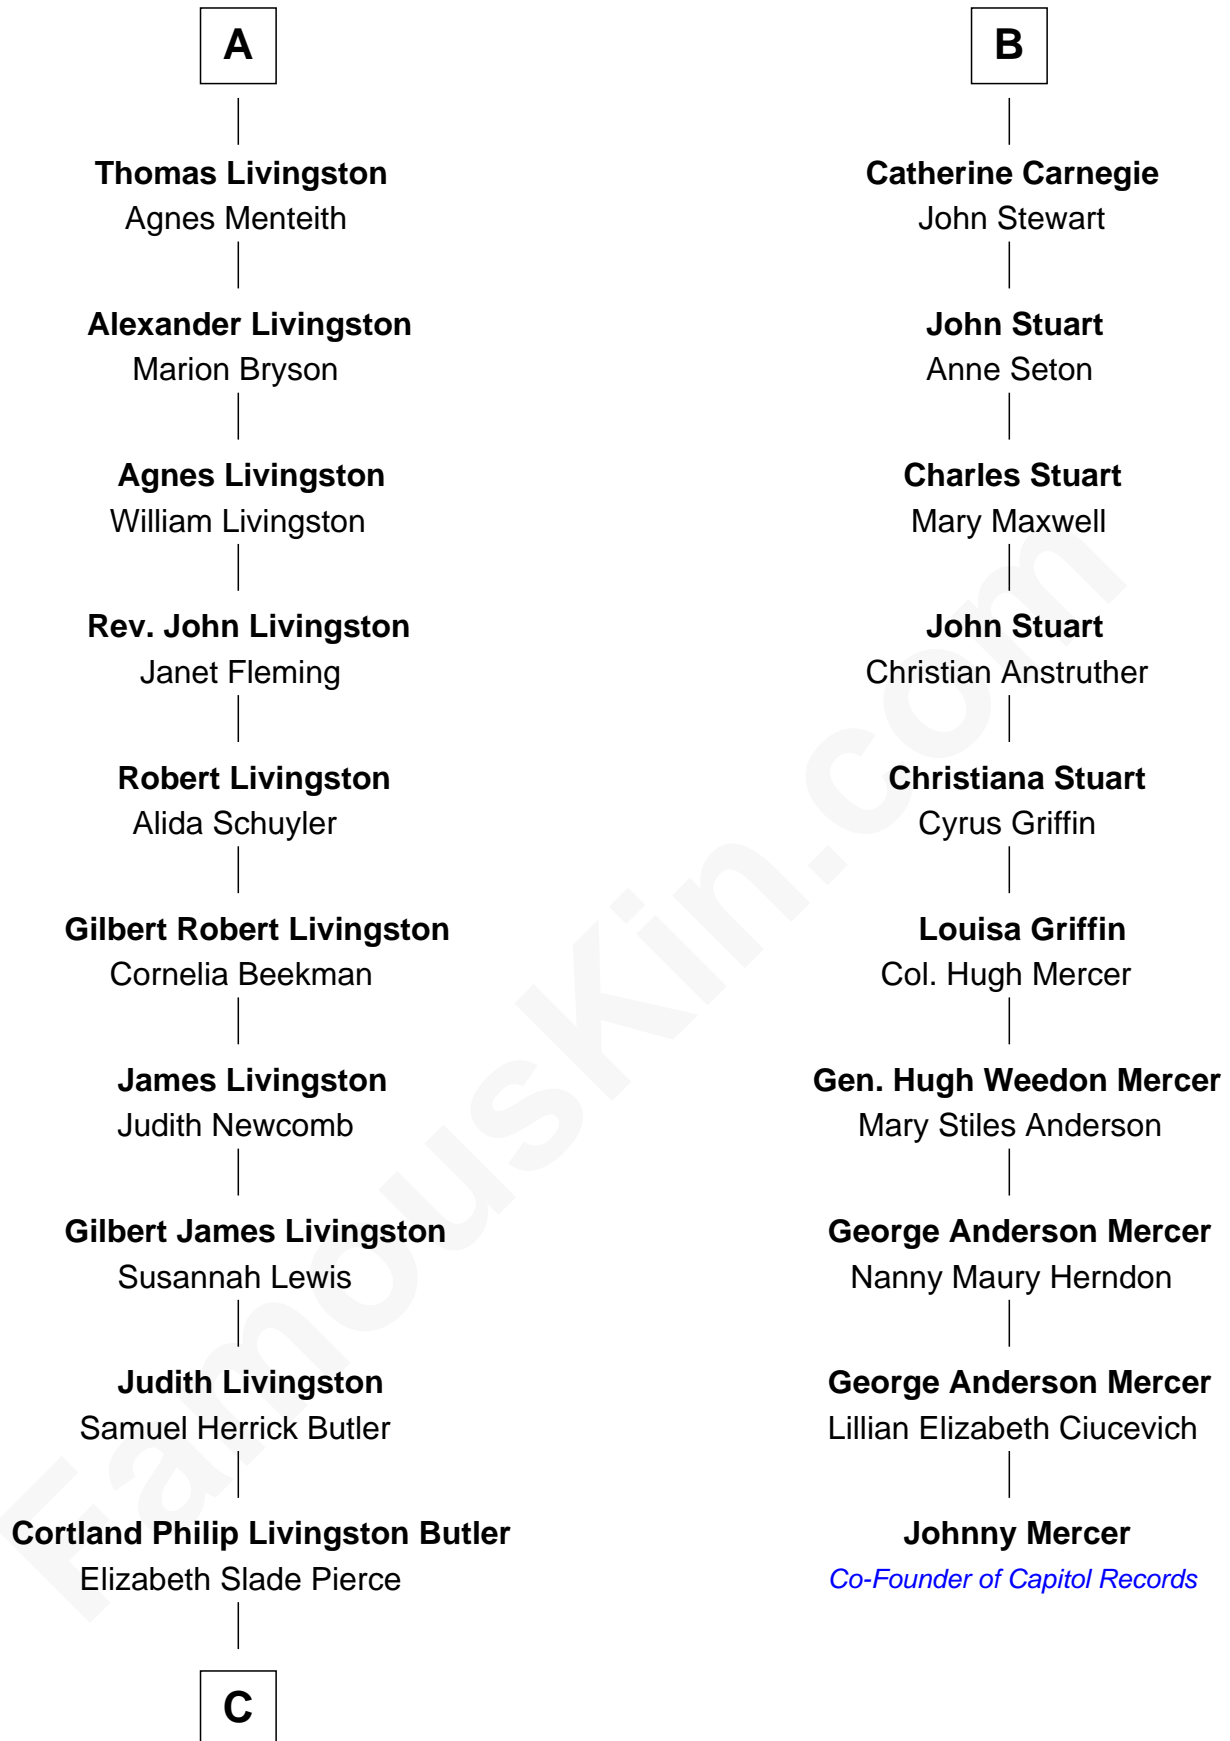 A
Thomas Livingston
Agnes Menteith
Alexander Livingston
Marion Bryson
Agnes Livingston
William Livingston
Rev. John Livingston
Janet Fleming
Robert Livingston
Alida Schuyler
Gilbert Robert Livingston
Cornelia Beekman
James Livingston
Judith Newcomb
Gilbert James Livingston
Susannah Lewis
Judith Livingston
Samuel Herrick Butler
Cortland Philip Livingston Butler
Elizabeth Slade Pierce
C
B
Catherine Carnegie
John Stewart
John Stuart
Anne Seton
Charles Stuart
Mary Maxwell
John Stuart
Christian Anstruther
Christiana Stuart
Cyrus Griffin
Louisa Griffin
Col. Hugh Mercer
Gen. Hugh Weedon Mercer
Mary Stiles Anderson
George Anderson Mercer
Nanny Maury Herndon
George Anderson Mercer
Lillian Elizabeth Ciucevich
Johnny Mercer
Co-Founder of Capitol Records
FamousKin.com